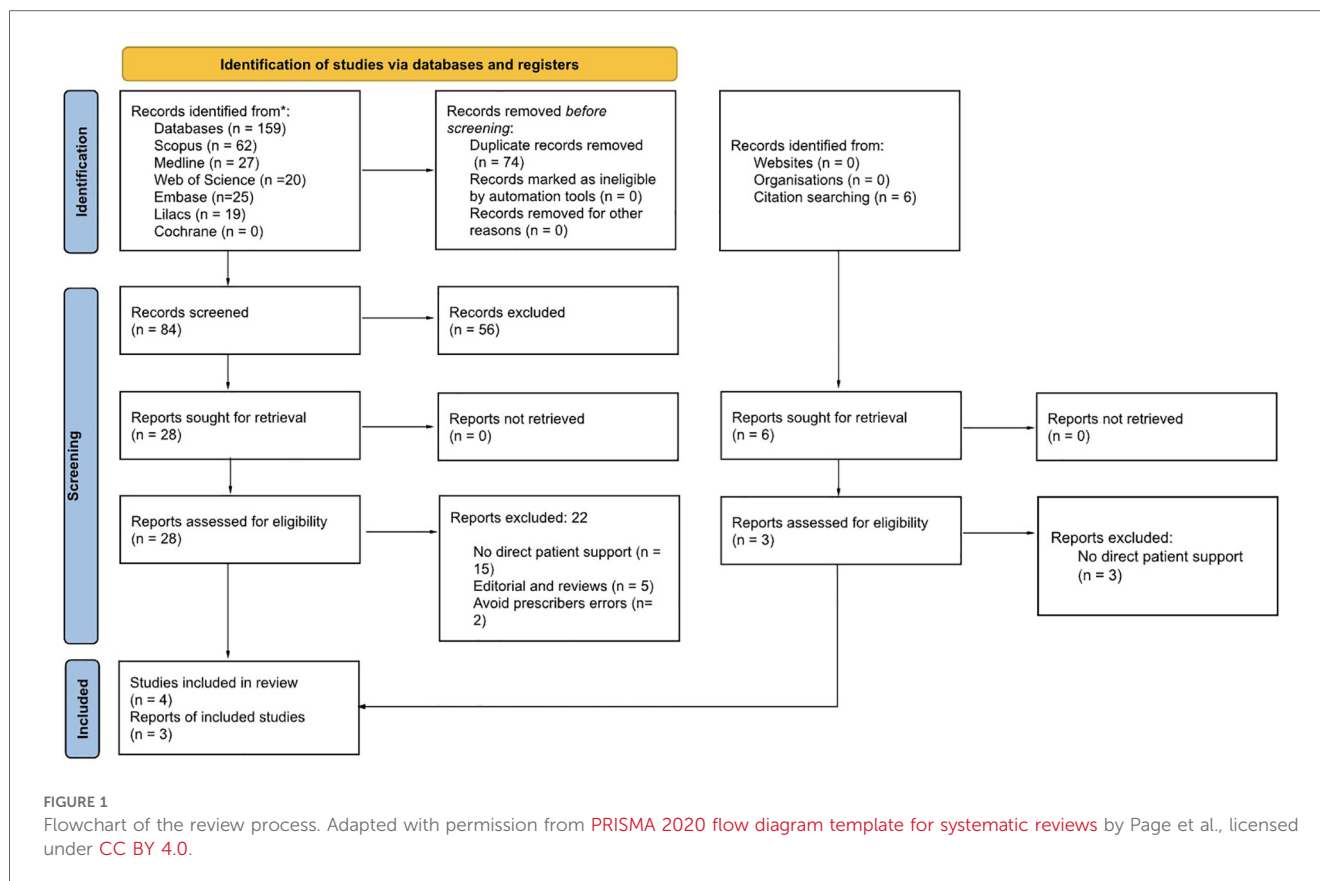 Identification of studies via databases and registers
Identification
Records identified from*:
Databases (n = 159)
Scopus (n = 62)
Medline (n = 27)
Web of Science (n =20)
Embase (n=25)
Lilacs (n = 19)
Cochrane (n = 0)
Records removed before
screening:
Duplicate records removed
(n = 74)
Records marked as ineligible
by automation tools (n = 0)
Records removed for other
reasons (n = 0)
Records identified from:
Websites (n = 0)
Organisations (n = 0)
Citation searching (n = 6)
Screening
Records screened
(n = 84)
Records excluded
(n = 56)
Reports sought for retrieval
(n = 28)
Reports not retrieved
(n = 0)
Reports sought for retrieval
(n = 6)
Reports not retrieved
(n = 0)
Reports assessed for eligibility
(n = 28)
Reports excluded: 22
No direct patient support (n =
15)
Editorial and reviews (n = 5)
Avoid prescribers errors (n=
2)
Reports assessed for eligibility
(n = 3)
Reports excluded:
No direct patient support
(n = 3)
Included
Studies included in review
(n = 4)
Reports of included studies
(n = 3)
FIGURE 1
Flowchart of the review process. Adapted with permission from PRISMA 2020 flow diagram template for systematic reviews by Page et al., licensed
under CC BY 4.0.